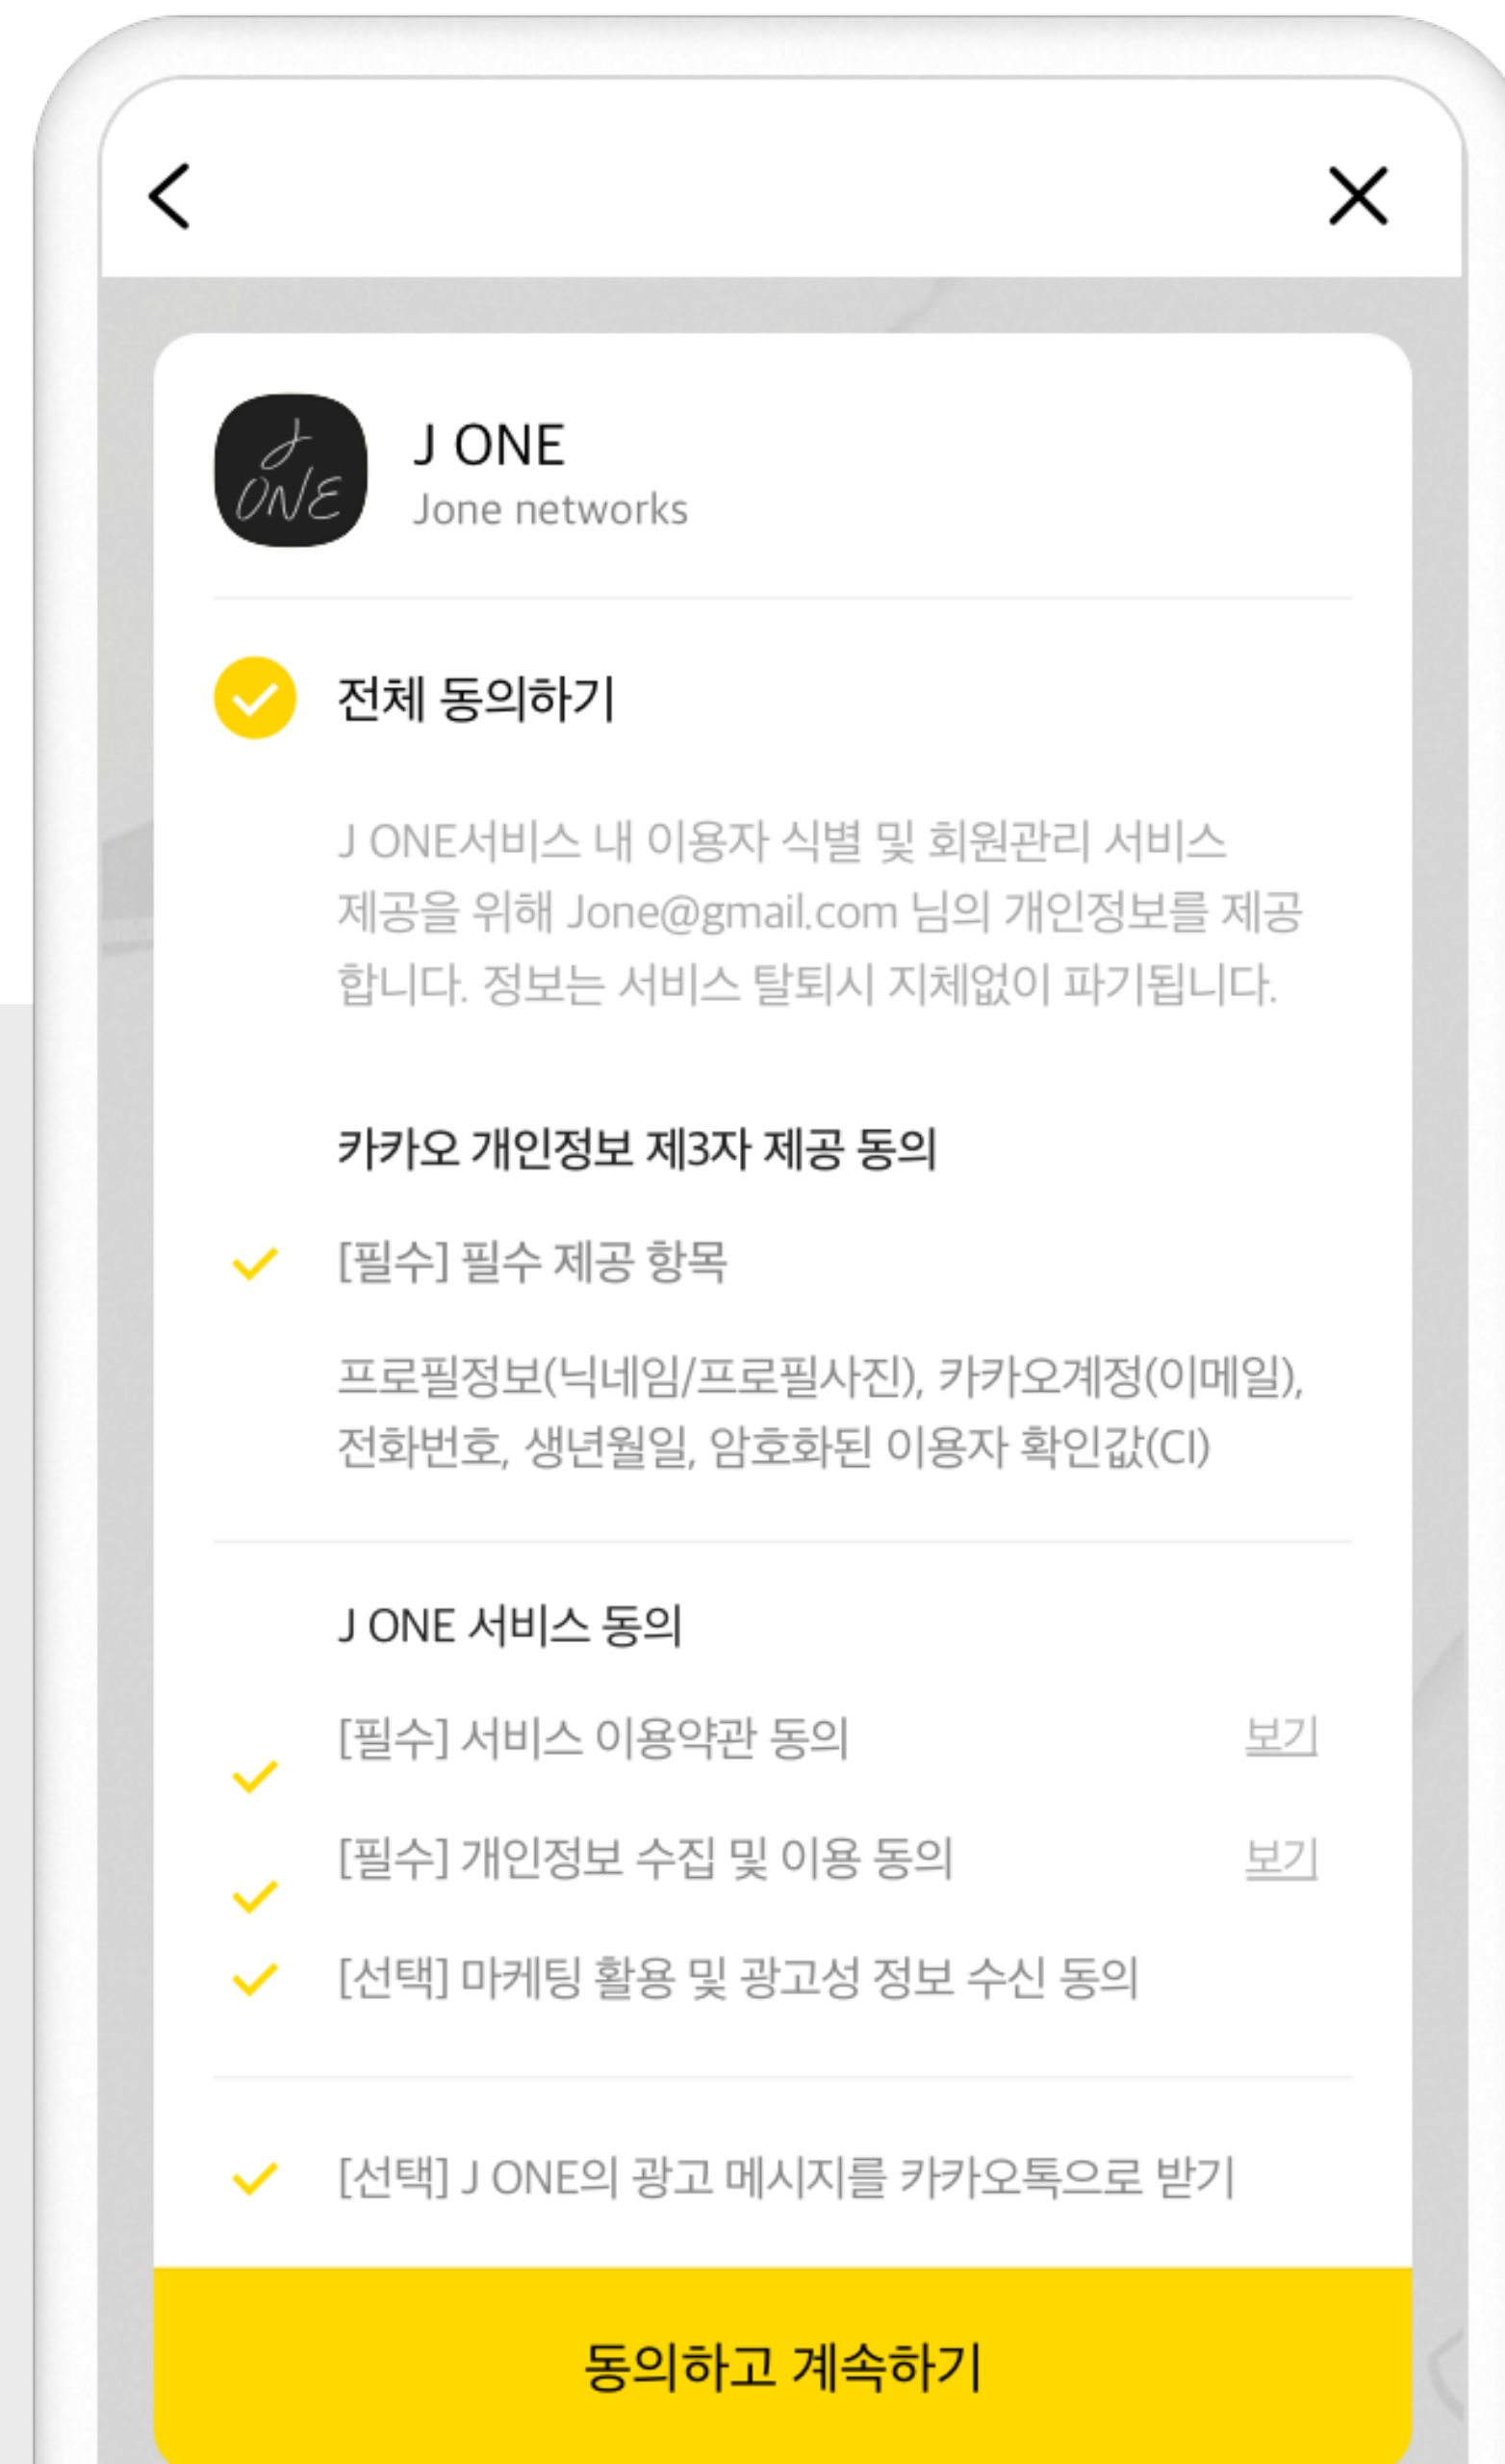 J
ONE
J ONE
Jone networks
전체 동의하기
J ONE서비스 내 이용자 식별 및 회원관리 서비스
제공을 위해 Jone@gmail.com 님의 개인정보를 제공
합니다. 정보는 서비스 탈퇴시 지체없이 파기됩니다.
카카오 개인정보 제3자 제공 동의
[필수] 필수 제공 항목
프로필정보(닉네임/프로필사진), 카카오계정(이메일),
전화번호, 생년월일, 암호화된 이용자 확인값(CI)
J ONE 서비스 동의
[필수] 서비스 이용약관 동의 보기
[필수] 개인정보 수집 및 이용 동의 보기
[선택] 마케팅 활용 및 광고성 정보 수신 동의
[선택] J ONE의 광고 메시지를 카카오톡으로 받기
동의하고 계속하기